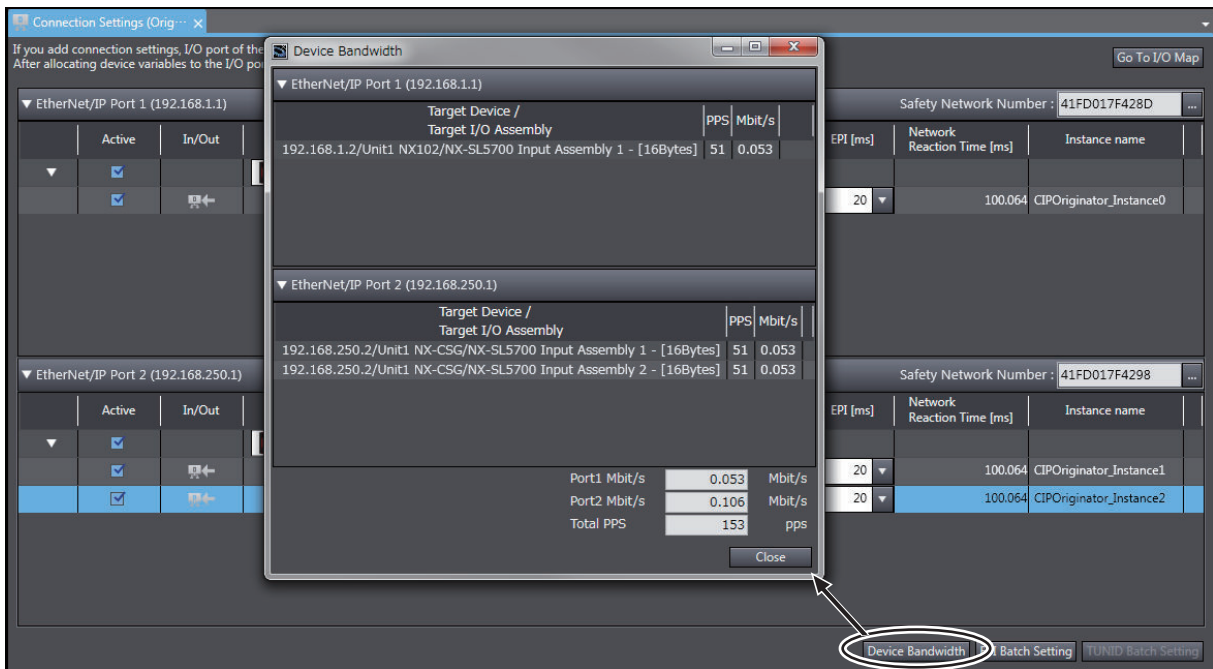 Connection Settings (Orig···
If you add connection settings, I/O port of the
After allocating device variables to the I/O po
Go To I/O Map
EtherNet/IP Port 1 (192.168.1.1)
Safety Network Number : 41FD017F428D ...
Active In/Out EPI [ms] Network Reaction Time [ms] Instance name
20 100.064 CIPOriginator_Instance0
EtherNet/IP Port 2 (192.168.250.1)
Safety Network Number : 41FD017F4298 ...
Active In/Out EPI [ms] Network Reaction Time [ms] Instance name
20 100.064 CIPOriginator_Instance1
20 100.064 CIPOriginator_Instance2
Device Bandwidth
EtherNet/IP Port 1 (192.168.1.1)
Target Device /
Target I/O Assembly PPS Mbit/s
192.168.1.2/Unit1 NX102/NX-SL5700 Input Assembly 1 - [16Bytes] 51 0.053
EtherNet/IP Port 2 (192.168.250.1)
Target Device /
Target I/O Assembly PPS Mbit/s
192.168.250.2/Unit1 NX-CSG/NX-SL5700 Input Assembly 1 - [16Bytes] 51 0.053
192.168.250.2/Unit1 NX-CSG/NX-SL5700 Input Assembly 2 - [16Bytes] 51 0.053
Port1 Mbit/s 0.053 Mbit/s
Port2 Mbit/s 0.106 Mbit/s
Total PPS 153 pps
Close
Device Bandwidth Batch Setting TUNID Batch Setting